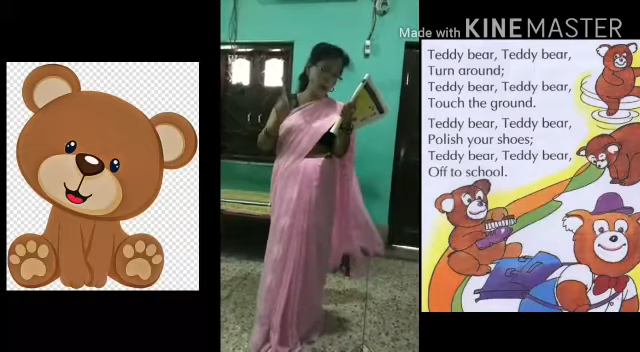 Made with KINEMASTER
Teddy bear, Teddy bear,
Turn around;
Teddy bear, Teddy bear,
Touch the ground.
Teddy bear, Teddy bear,
Polish your shoes;
Teddy bear, Teddy bear,
Off to school.